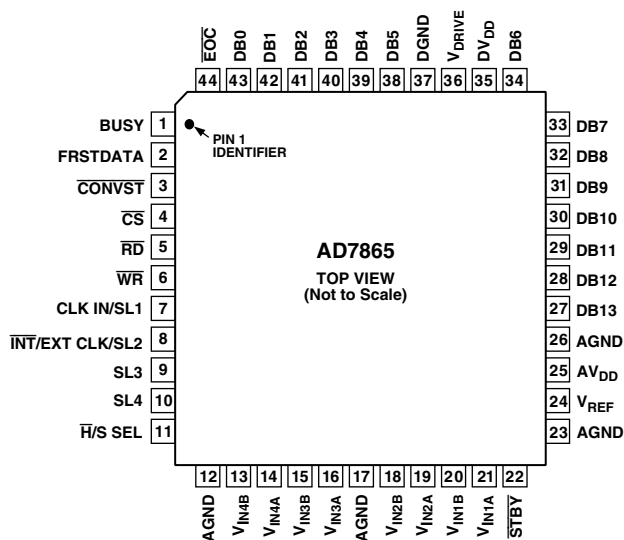 EOC DB0 DB1 DB2 DB3 DB4 DB5 DGND VDRIVE DVDD DB6
44 43 42 41 40 39 38 37 36 35 34
BUSY 1
FRSTDATA 2
CONVST 3
CS 4
RD 5
WR 6
CLK IN/SL1 7
INT/EXT CLK/SL2 8
SL3 9
SL4 10
H/S SEL 11
PIN 1
IDENTIFIER
AD7865
TOP VIEW
(Not to Scale)
33 DB7
32 DB8
31 DB9
30 DB10
29 DB11
28 DB12
27 DB13
26 AGND
25 AVDD
24 VREF
23 AGND
12 13 14 15 16 17 18 19 20 21 22
AGND VIN4B VIN4A VIN3B VIN3A AGND VIN2B VIN2A VIN1B VIN1A STBY